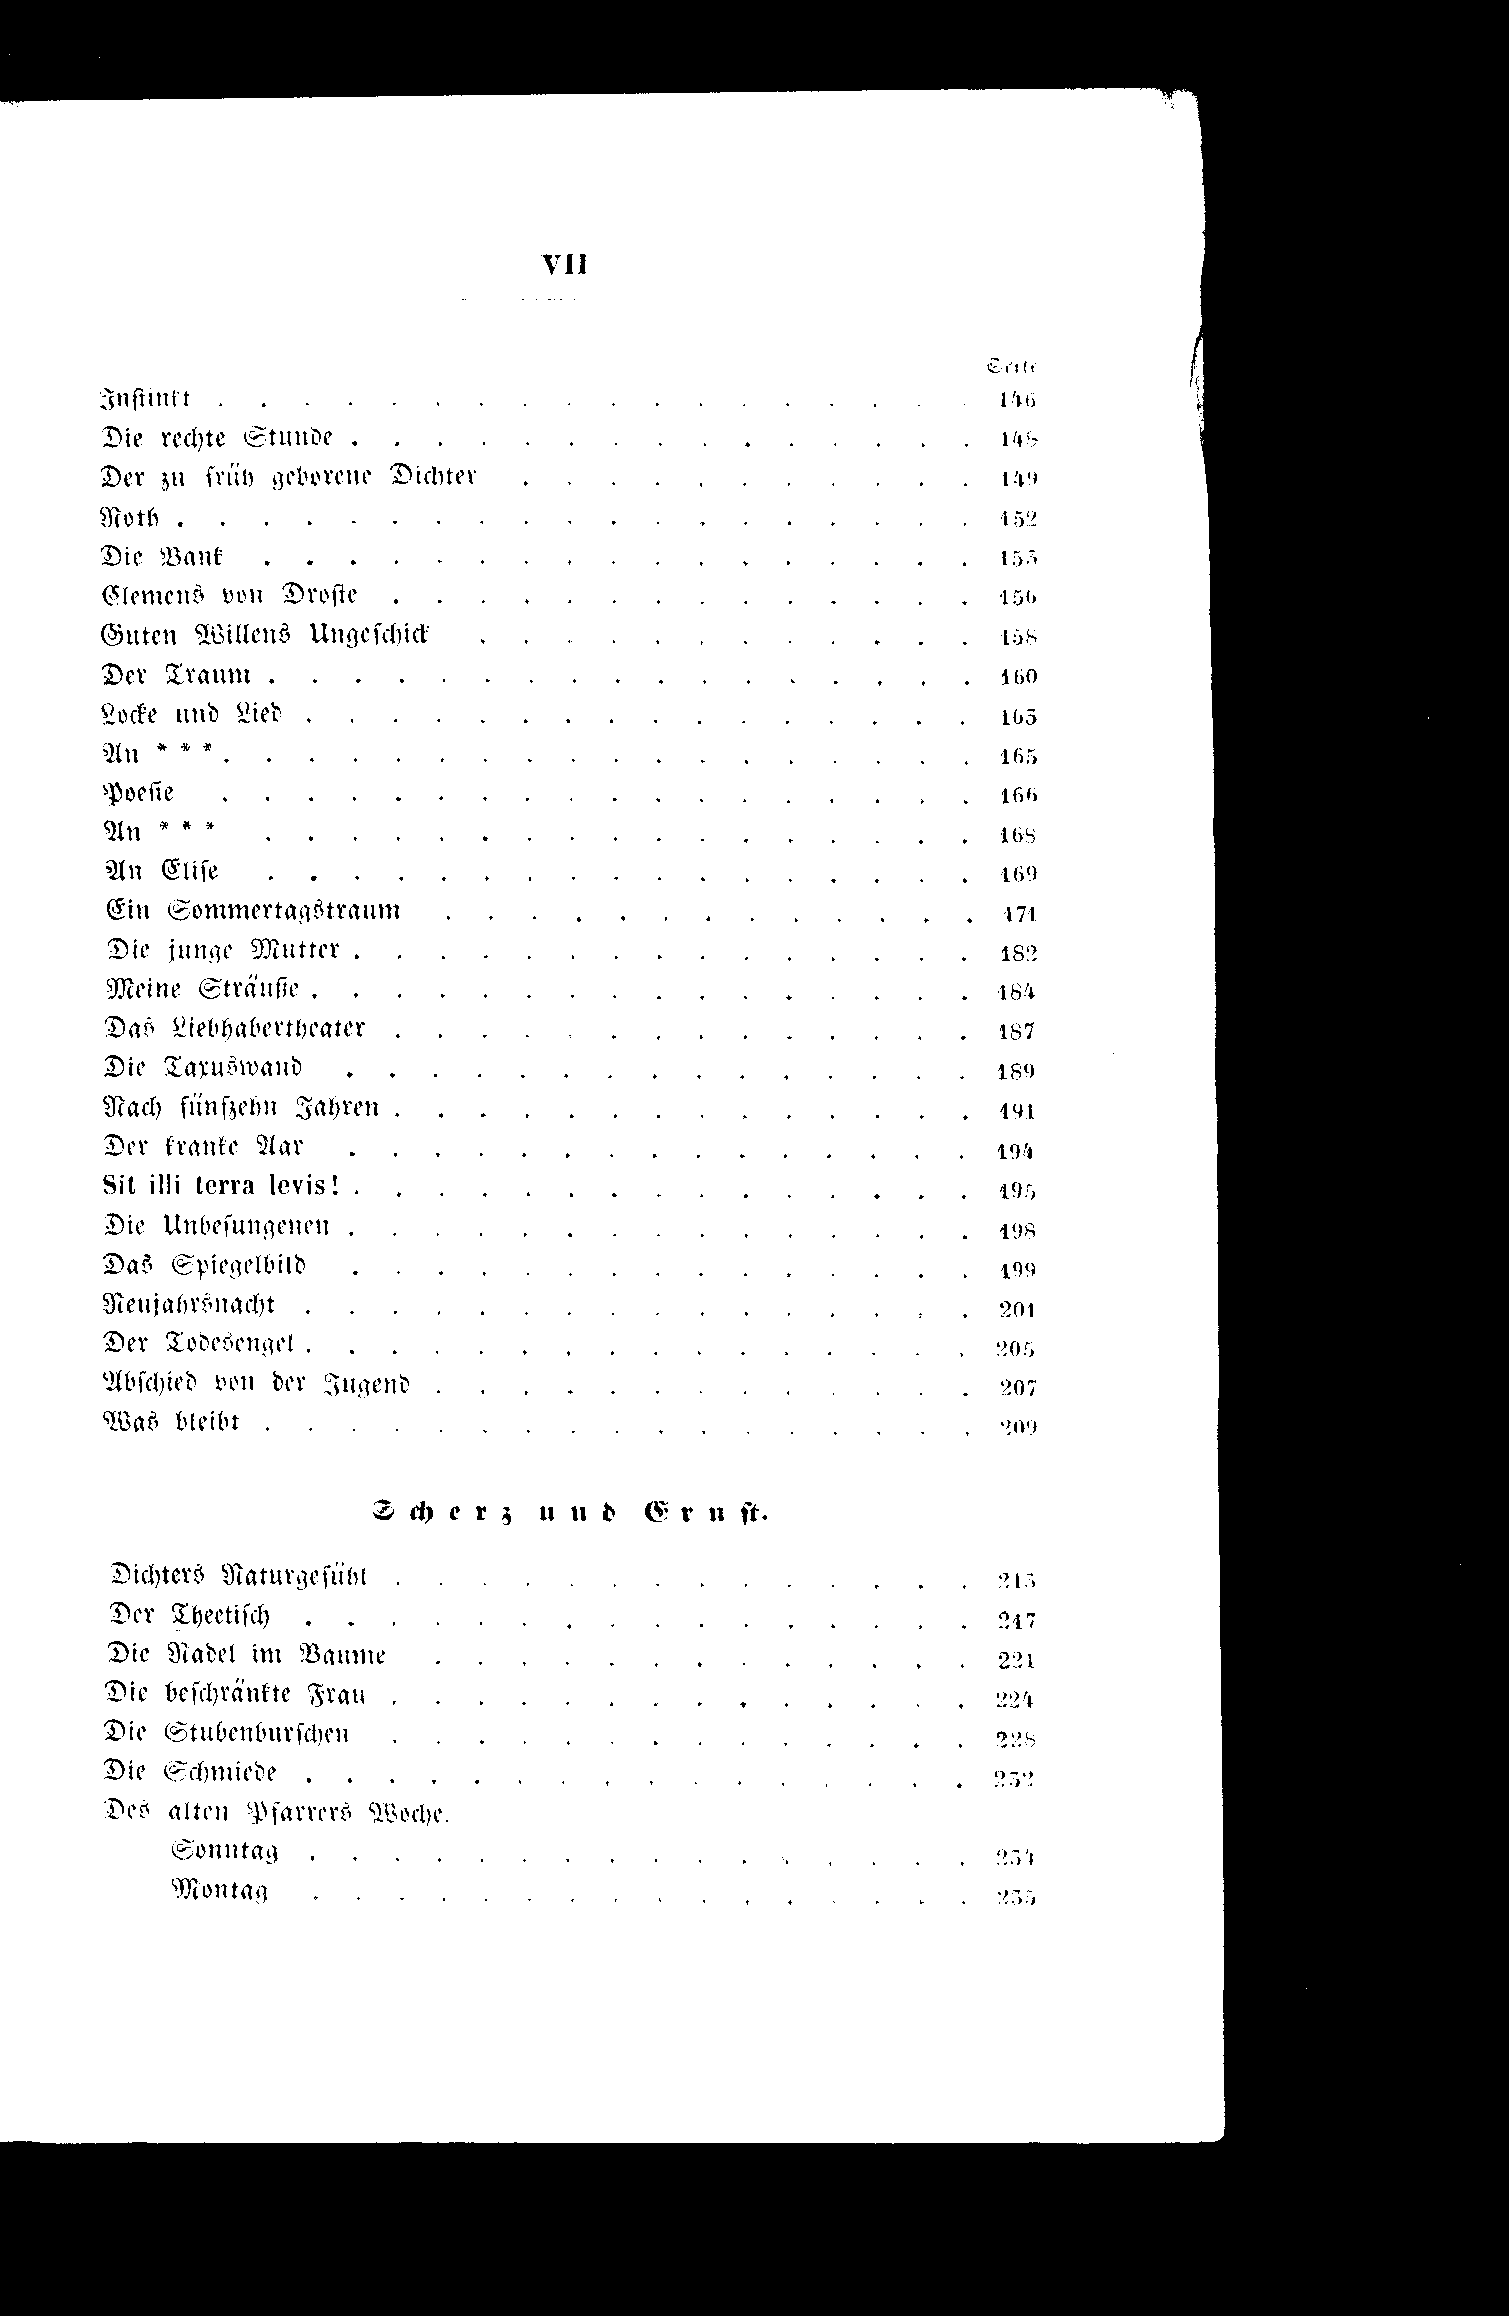 VII
Seite
Instinkt . . . . . . . . . . . . . . . . . . 146
Die rechte Stunde . . . . . . . . . . . . . . . 148
Der zu früh geborene Dichter . . . . . . . . . . . 149
Noth . . . . . . . . . . . . . . . . . . . 152
Die Bank . . . . . . . . . . . . . . . . . 155
Clemens von Droste . . . . . . . . . . . . . . 156
Guten Willens Ungeschick . . . . . . . . . . . . 158
Der Traum . . . . . . . . . . . . . . . . . 160
Locke und Lied . . . . . . . . . . . . . . . . 163
An * * * . . . . . . . . . . . . . . . . . . 165
Poesie . . . . . . . . . . . . . . . . . . 166
An * * * . . . . . . . . . . . . . . . . . 168
An Elise . . . . . . . . . . . . . . . . . 169
Ein Sommertagstraum . . . . . . . . . . . . . 171
Die junge Mutter . . . . . . . . . . . . . . . 182
Meine Sträuße . . . . . . . . . . . . . . . . 184
Das Liebhabertheater . . . . . . . . . . . . . . 187
Die Taxuswand . . . . . . . . . . . . . . . 189
Nach fünfzehn Jahren . . . . . . . . . . . . . . 191
Der kranke Aar . . . . . . . . . . . . . . . 194
Sit illi terra levis! . . . . . . . . . . . . . . . 195
Die Unbesungenen . . . . . . . . . . . . . . . 198
Das Spiegelbild . . . . . . . . . . . . . . . 199
Neujahrsnacht . . . . . . . . . . . . . . . . 201
Der Todesengel . . . . . . . . . . . . . . . . 205
Abschied von der Jugend . . . . . . . . . . . . . 207
Was bleibt . . . . . . . . . . . . . . . . . 209
Scherz und Ernst.
Dichters Naturgefühl . . . . . . . . . . . . . . 215
Der Theetisch . . . . . . . . . . . . . . . . 217
Die Nadel im Baume . . . . . . . . . . . . . 221
Die beschränkte Frau . . . . . . . . . . . . . . 224
Die Stubenburschen . . . . . . . . . . . . . . 228
Die Schmiede . . . . . . . . . . . . . . . . 232
Des alten Pfarrers Woche.
Sonntag . . . . . . . . . . . . . . . . 234
Montag . . . . . . . . . . . . . . . . 235